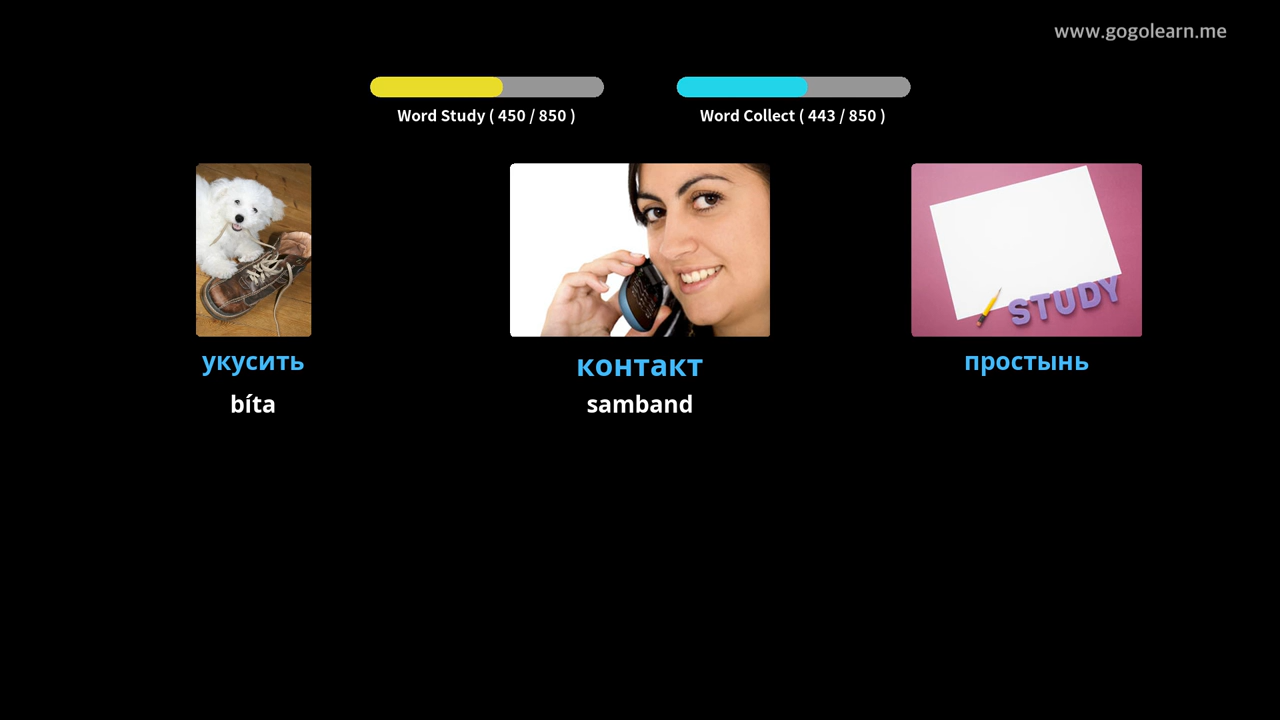 www.gogolearn.me
Word Study ( 450 / 850 )
Word Collect ( 443 / 850 )
STUDY
укусить
контакт
простынь
bíta
samband